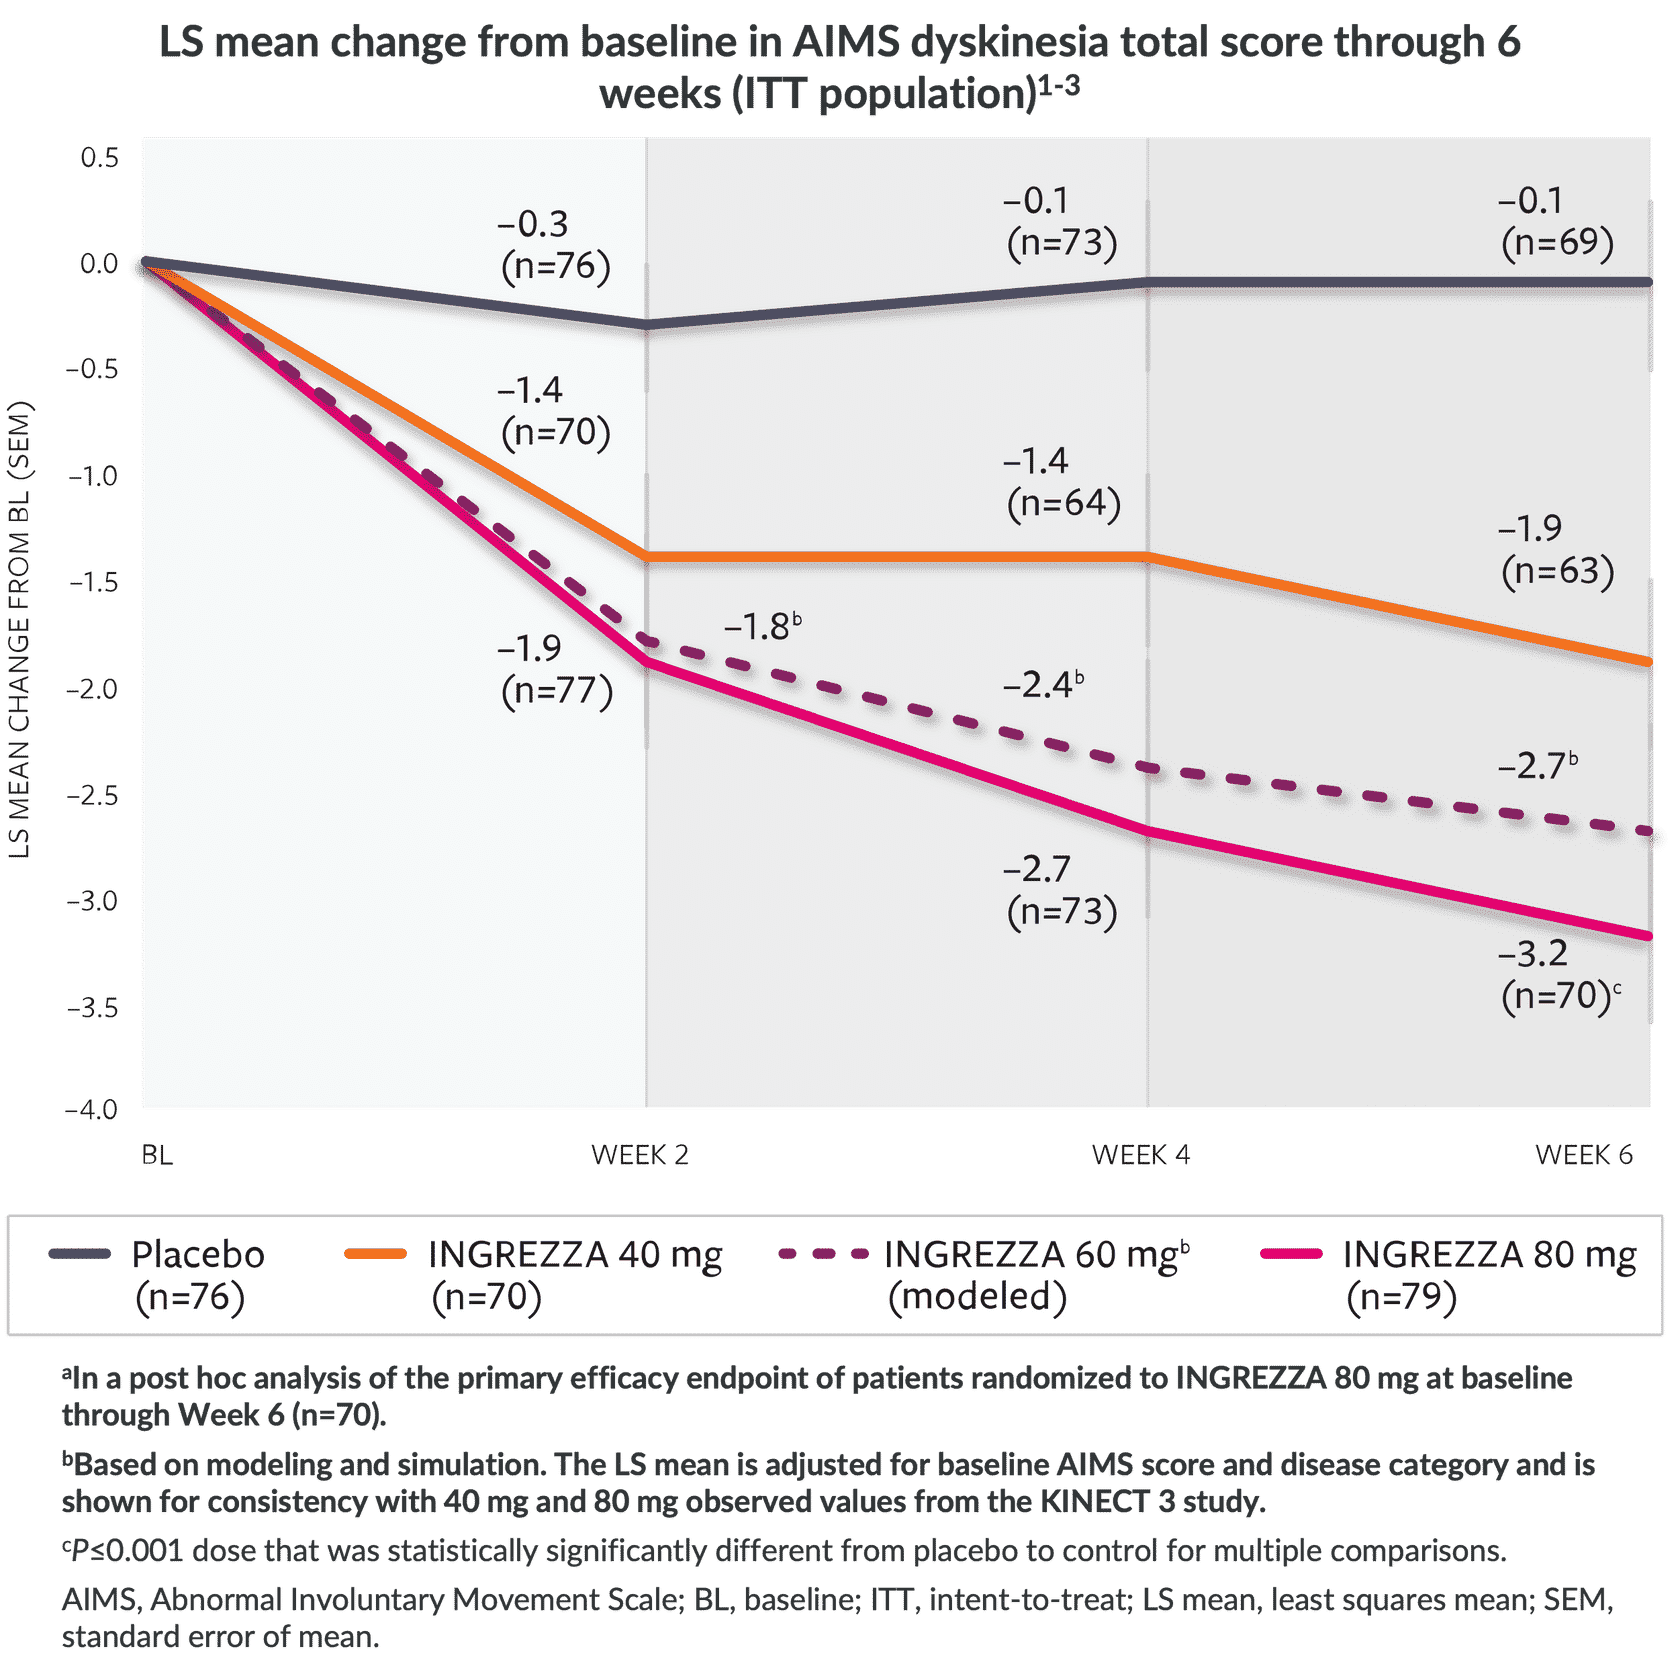 LS mean change from baseline in AIMS dyskinesia total score through 6
weeks (ITT population)¹⁻³
LS MEAN CHANGE FROM BL (SEM)
0.5
0.0
–0.5
–1.0
–1.5
–2.0
–2.5
–3.0
–3.5
–4.0
–0.3
(n=76)
–0.1
(n=73)
–0.1
(n=69)
–1.4
(n=70)
–1.4
(n=64)
–1.9
(n=63)
–1.8ᵇ
–2.4ᵇ
–2.7ᵇ
–1.9
(n=77)
–2.7
(n=73)
–3.2
(n=70)ᶜ
BL WEEK 2 WEEK 4 WEEK 6
Placebo
(n=76)
INGREZZA 40 mg
(n=70)
INGREZZA 60 mgᵇ
(modeled)
INGREZZA 80 mg
(n=79)
ᵃIn a post hoc analysis of the primary efficacy endpoint of patients randomized to INGREZZA 80 mg at baseline
through Week 6 (n=70).
ᵇBased on modeling and simulation. The LS mean is adjusted for baseline AIMS score and disease category and is
shown for consistency with 40 mg and 80 mg observed values from the KINECT 3 study.
ᶜP≤0.001 dose that was statistically significantly different from placebo to control for multiple comparisons.
AIMS, Abnormal Involuntary Movement Scale; BL, baseline; ITT, intent-to-treat; LS mean, least squares mean; SEM,
standard error of mean.